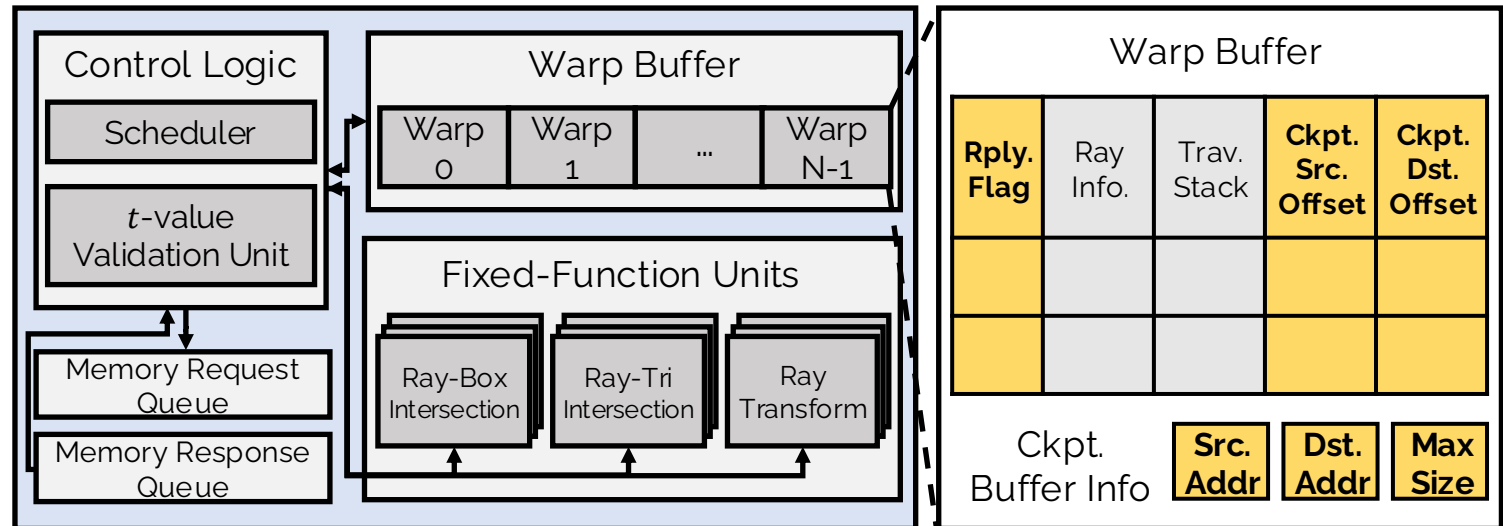 Control Logic
Scheduler
t-value
Validation Unit
Memory Request
Queue
Memory Response
Queue
Warp Buffer
Warp
0
Warp
1
...
Warp
N-1
Fixed-Function Units
Ray-Box
Intersection
Ray-Tri
Intersection
Ray
Transform
Warp Buffer
Rply.
Flag
Ray
Info.
Trav.
Stack
Ckpt.
Src.
Offset
Ckpt.
Dst.
Offset
Ckpt.
Buffer Info
Src.
Addr
Dst.
Addr
Max
Size